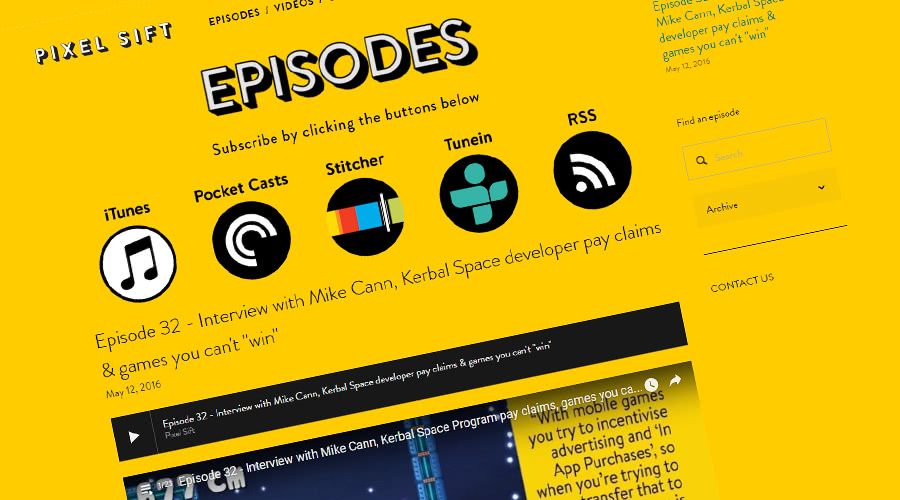 PIXEL SIFT
EPISODES / VIDEOS /
EPISODES
Subscribe by clicking the buttons below
iTunes
Pocket Casts
Stitcher
Tunein
RSS
Episode 32 - Interview with Mike Cann, Kerbal Space developer pay claims
& games you can't "win"
May 12, 2016
Episode 32 - Interview with Mike Cann, Kerbal Space developer pay claims & games you can't "win"
Pixel Sift
1/23 Episode 32 - Interview with Mike Cann, Kerbal Space Program pay claims, games you ca...
CM
"With mobile games
you try to incentivise
advertising and 'In
App Purchases', so
when you're trying to
transfer that to
Mike Cann, Kerbal Space
developer pay claims &
games you can't "win"
May 12, 2016
Find an episode
Search
Archive
CONTACT US